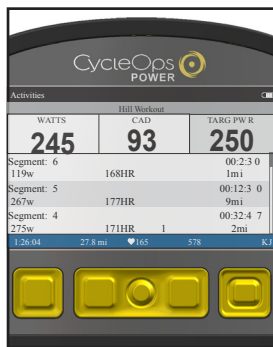 CycleOps
POWER
Activities
Hill Workout
WATTS CAD TARG PW R
245 93 250
Segment: 6 00:2:3 0
119w 168HR 1mi
Segment: 5 00:12:3 0
267w 177HR 9mi
Segment: 4 00:32:4 7
275w 171HR 1 2mi
1:26:04 27.8 mi 165 578 KJ